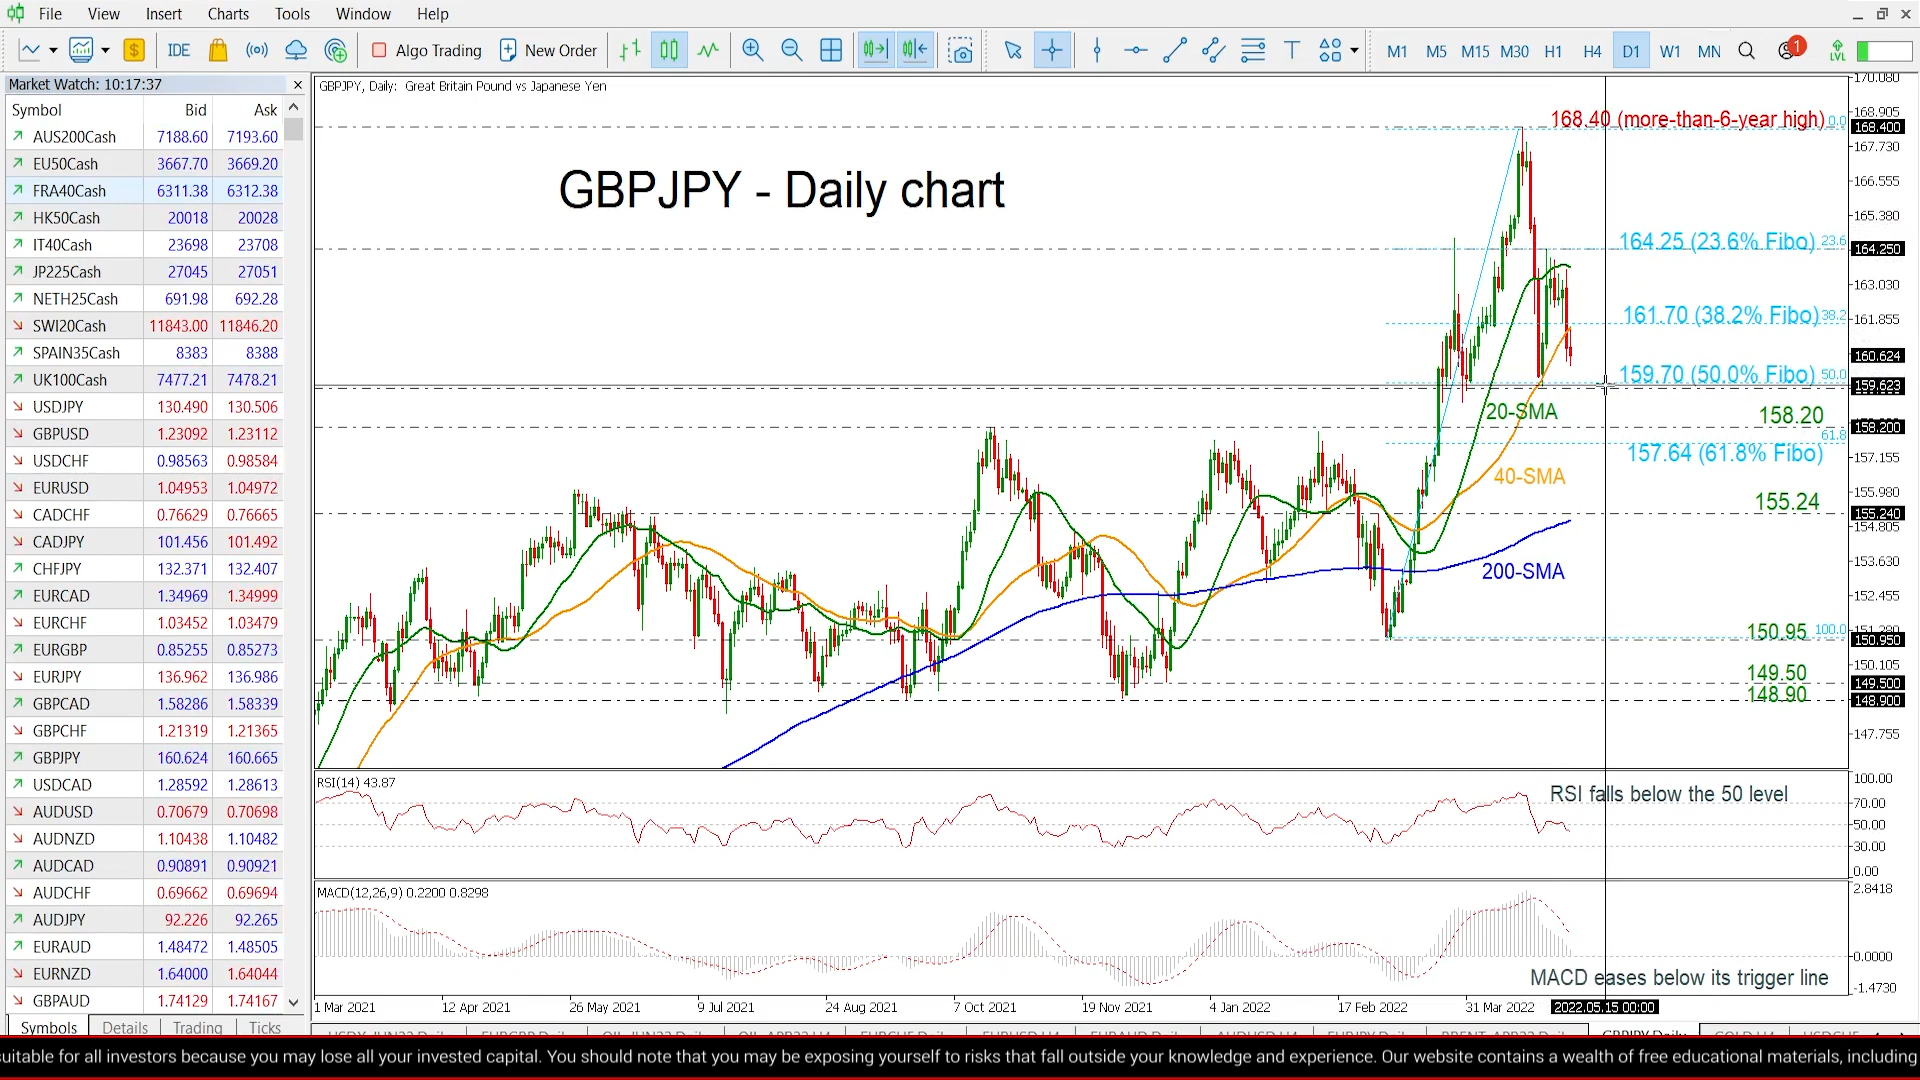 File View Insert Charts Tools Window Help
IDE Algo Trading New Order T M1 M5 M15 M30 H1 H4 D1 W1 MN 1 LVL
Market Watch: 10:17:37
Symbol Bid Ask
AUS200Cash 7188.60 7193.60
EU50Cash 3667.70 3669.20
FRA40Cash 6311.38 6312.38
HK50Cash 20018 20028
IT40Cash 23698 23708
JP225Cash 27045 27051
NETH25Cash 691.98 692.28
SWI20Cash 11843.00 11846.20
SPAIN35Cash 8383 8388
UK100Cash 7477.21 7478.21
USDJPY 130.490 130.506
GBPUSD 1.23092 1.23112
USDCHF 0.98563 0.98584
EURUSD 1.04953 1.04972
CADCHF 0.76629 0.76665
CADJPY 101.456 101.492
CHFJPY 132.371 132.407
EURCAD 1.34969 1.34999
EURCHF 1.03452 1.03479
EURGBP 0.85255 0.85273
EURJPY 136.962 136.986
GBPCAD 1.58286 1.58339
GBPCHF 1.21319 1.21365
GBPJPY 160.624 160.665
USDCAD 1.28592 1.28613
AUDUSD 0.70679 0.70698
AUDNZD 1.10438 1.10482
AUDCAD 0.90891 0.90921
AUDCHF 0.69662 0.69694
AUDJPY 92.226 92.265
EURAUD 1.48472 1.48505
EURNZD 1.64000 1.64044
GBPAUD 1.74129 1.74167
Symbols Details Trading Ticks
GBPJPY, Daily: Great Britain Pound vs Japanese Yen
GBPJPY - Daily chart
168.40 (more-than-6-year high) 0.0
164.25 (23.6% Fibo) 23.6
161.70 (38.2% Fibo) 38.2
159.70 (50.0% Fibo) 50.0
20-SMA
158.20
61.8
157.64 (61.8% Fibo)
40-SMA
155.24
200-SMA
150.95 100.0
149.50
148.90
170.080
168.905
168.400
167.730
166.555
165.380
164.250
163.030
161.855
160.624
159.623
158.200
157.155
155.980
155.240
154.805
153.630
152.455
151.280
150.950
150.105
149.500
148.900
147.755
RSI(14) 43.87
RSI falls below the 50 level
100.00
70.00
50.00
30.00
0.00
MACD(12,26,9) 0.2200 0.8298
MACD eases below its trigger line
2.8418
0.0000
-1.4730
1 Mar 2021 12 Apr 2021 26 May 2021 9 Jul 2021 24 Aug 2021 7 Oct 2021 19 Nov 2021 4 Jan 2022 17 Feb 2022 31 Mar 2022 2022.05.15 00:00
suitable for all investors because you may lose all your invested capital. You should note that you may be exposing yourself to risks that fall outside your knowledge and experience. Our website contains a wealth of free educational materials, including